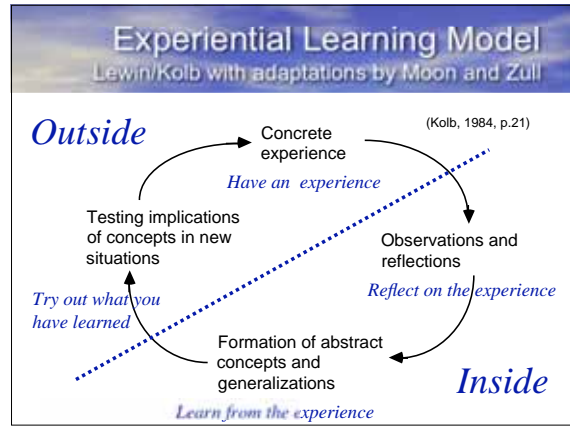 Experiential Learning Model
Lewin/Kolb with adaptations by Moon and Zull
Outside
(Kolb, 1984, p.21)
Concrete
experience
Have an experience
Testing implications
of concepts in new
situations
Observations and
reflections
Try out what you
have learned
Reflect on the experience
Formation of abstract
concepts and
generalizations
Inside
Learn from the experience